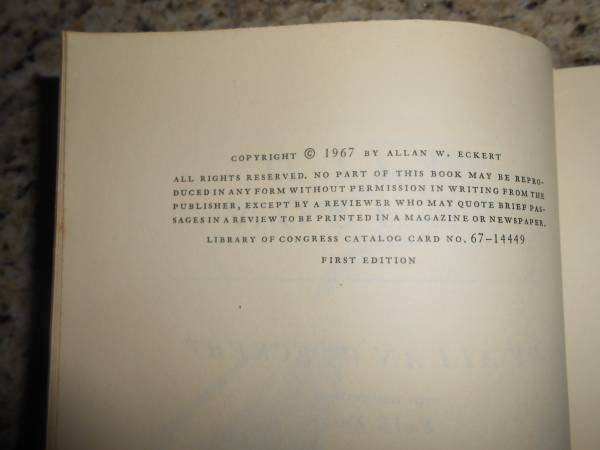 COPYRIGHT © 1967 BY ALLAN W. ECKERT
ALL RIGHTS RESERVED. NO PART OF THIS BOOK MAY BE REPRO-
DUCED IN ANY FORM WITHOUT PERMISSION IN WRITING FROM THE
PUBLISHER, EXCEPT BY A REVIEWER WHO MAY QUOTE BRIEF PAS-
SAGES IN A REVIEW TO BE PRINTED IN A MAGAZINE OR NEWSPAPER.
LIBRARY OF CONGRESS CATALOG CARD NO. 67-14449
FIRST EDITION